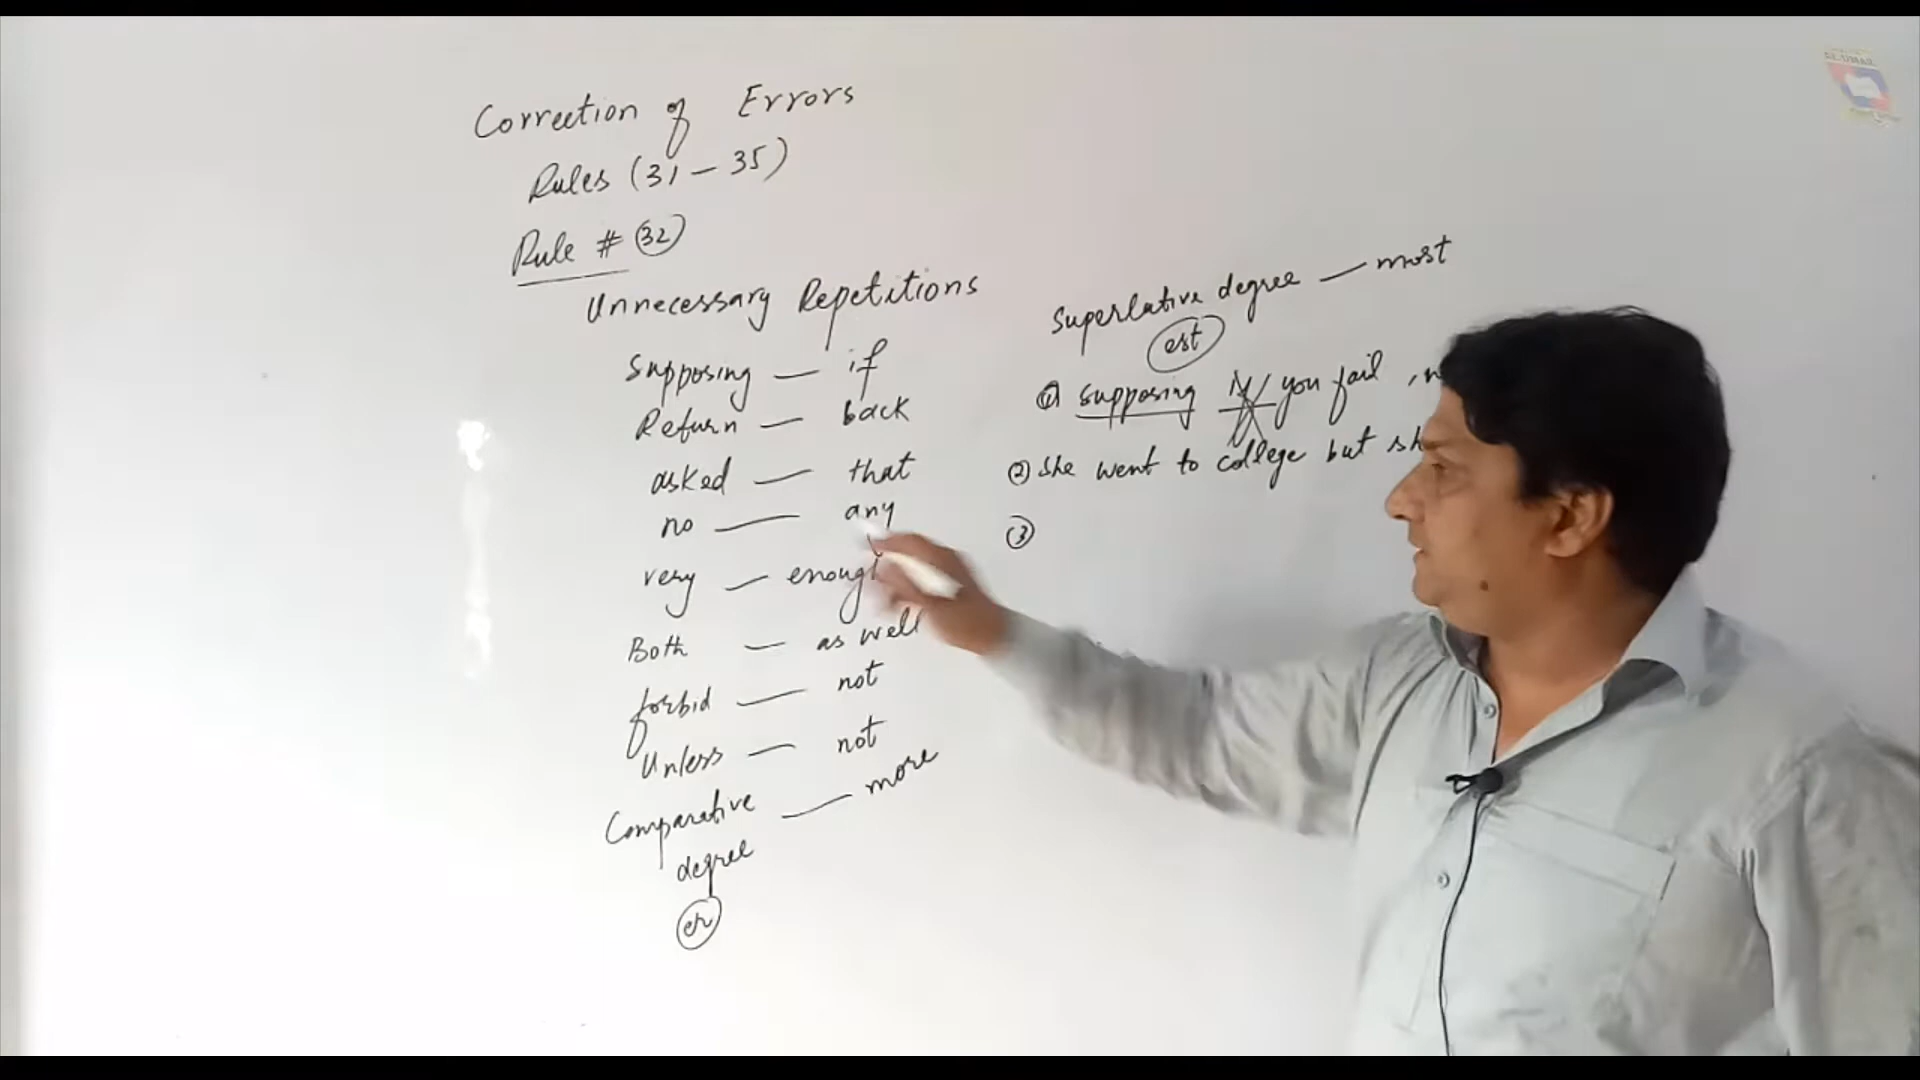 Correction of Errors
Rules (31 – 35)
Rule # 32
Unnecessary Repetitions
Supposing — if
Return — back
asked — that
no — any
very — enough
Both — as well
forbid — not
Unless — not
Comparative degree — more
er
Superlative degree — most
est
① Supposing if you fail,
② She went to college but
③